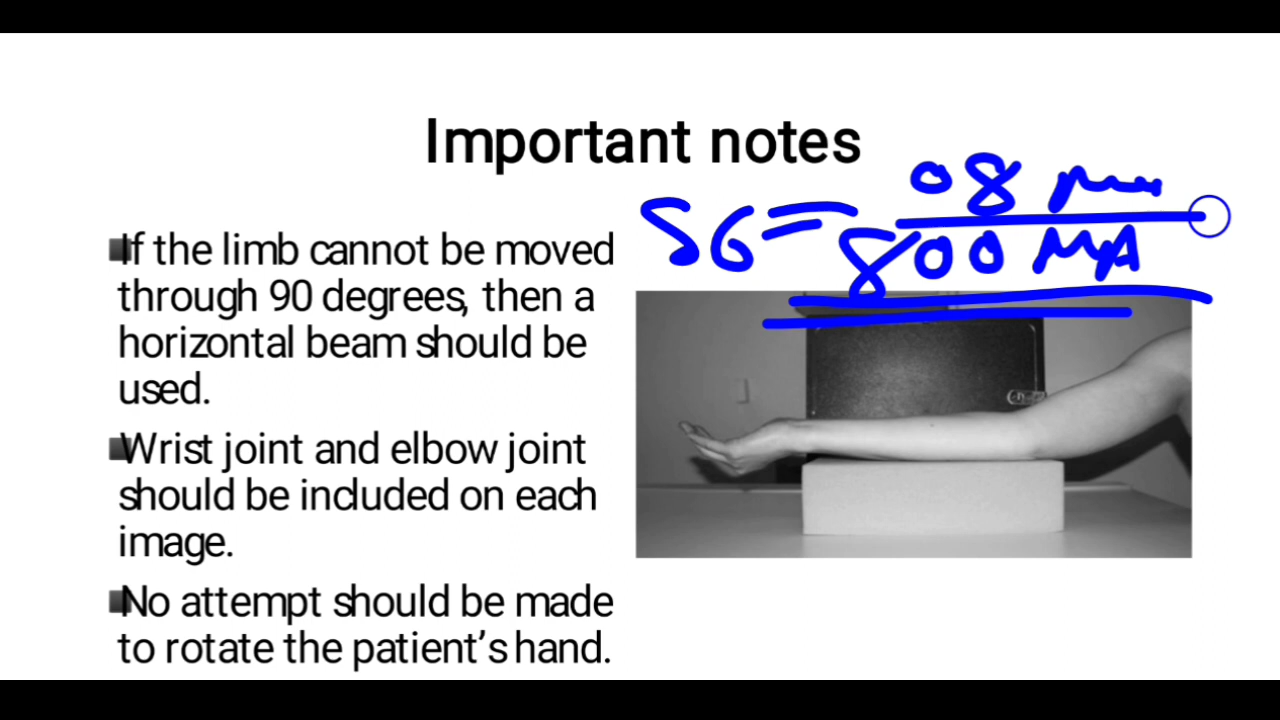 Important notes
08
SG=
800 MA
If the limb cannot be moved
through 90 degrees, then a
horizontal beam should be
used.
Wrist joint and elbow joint
should be included on each
image.
No attempt should be made
to rotate the patient's hand.